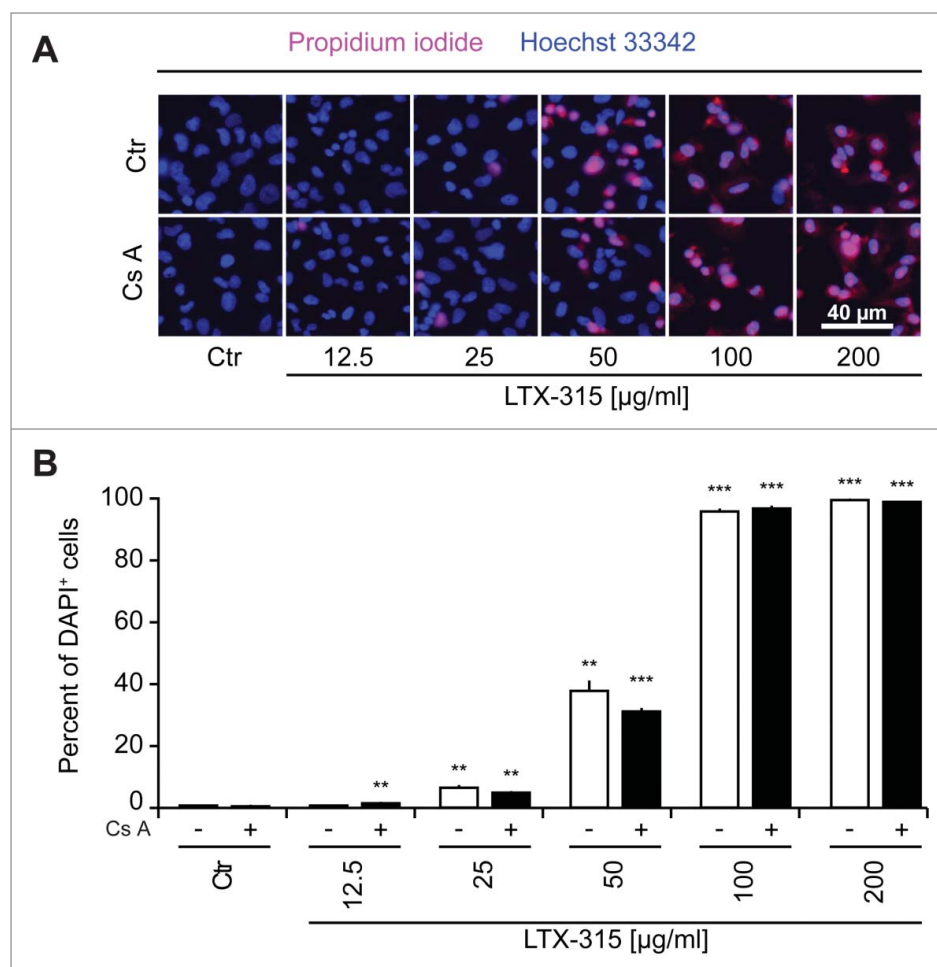 A
Propidium iodide Hoechst 33342
Ctr
Cs A
40 µm
Ctr 12.5 25 50 100 200
LTX-315 [µg/ml]
B
Percent of DAPI⁺ cells
100
80
60
40
20
0
** ** ** ** *** *** *** *** ***
Cs A - + - + - + - + - + - +
Ctr 12.5 25 50 100 200
LTX-315 [µg/ml]